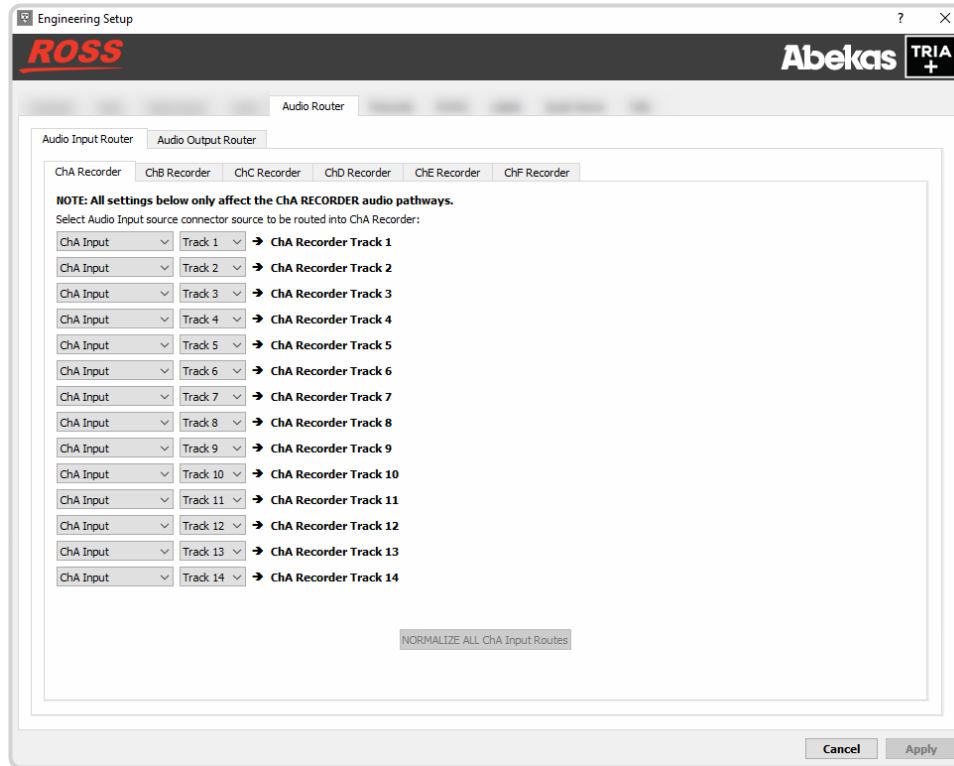 Engineering Setup ? ×
ROSS
Abekas TRIA +
Audio Router
Audio Input Router Audio Output Router
ChA Recorder ChB Recorder ChC Recorder ChD Recorder ChE Recorder ChF Recorder
NOTE: All settings below only affect the ChA RECORDER audio pathways.
Select Audio Input source connector source to be routed into ChA Recorder:
ChA Input Track 1 → ChA Recorder Track 1
ChA Input Track 2 → ChA Recorder Track 2
ChA Input Track 3 → ChA Recorder Track 3
ChA Input Track 4 → ChA Recorder Track 4
ChA Input Track 5 → ChA Recorder Track 5
ChA Input Track 6 → ChA Recorder Track 6
ChA Input Track 7 → ChA Recorder Track 7
ChA Input Track 8 → ChA Recorder Track 8
ChA Input Track 9 → ChA Recorder Track 9
ChA Input Track 10 → ChA Recorder Track 10
ChA Input Track 11 → ChA Recorder Track 11
ChA Input Track 12 → ChA Recorder Track 12
ChA Input Track 13 → ChA Recorder Track 13
ChA Input Track 14 → ChA Recorder Track 14
NORMALIZE ALL ChA Input Routes
Cancel Apply